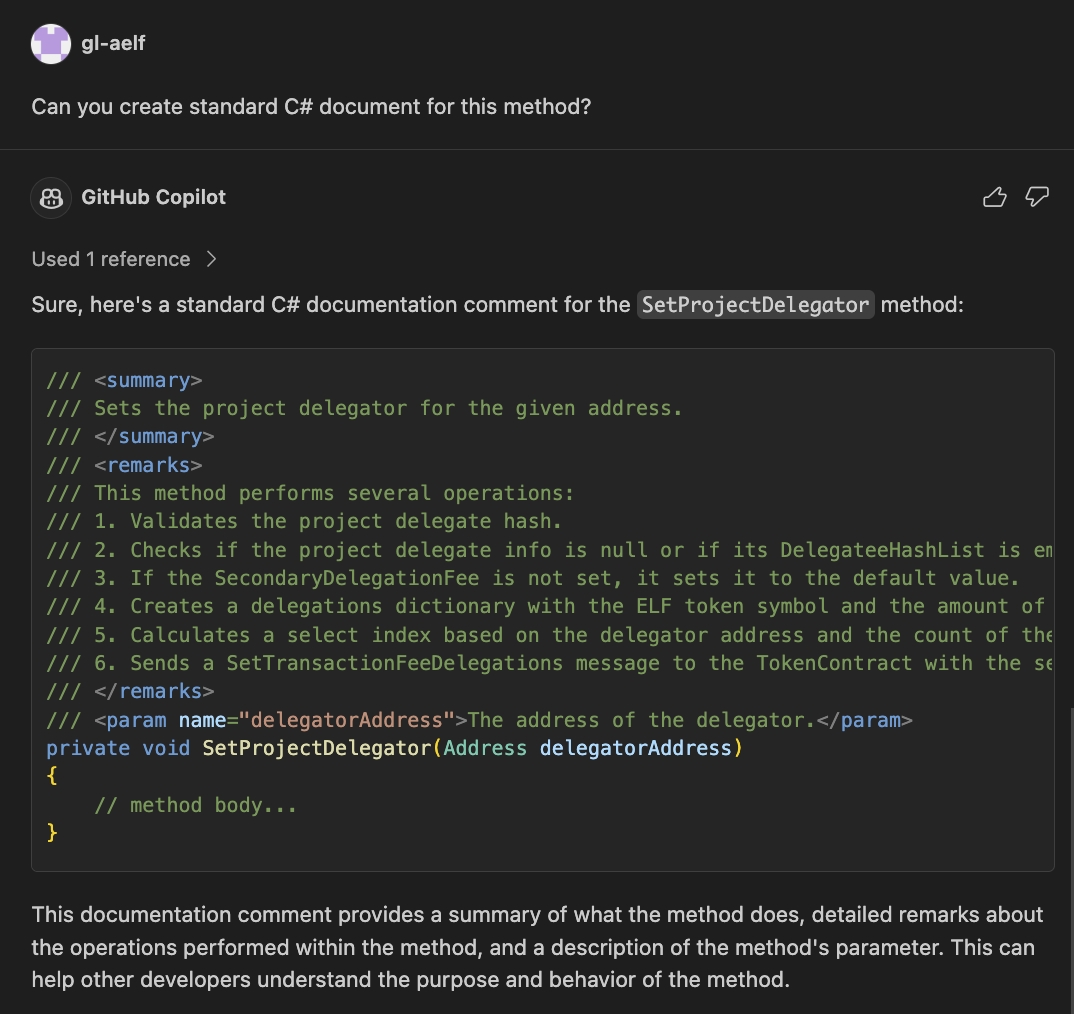 gl-aelf
Can you create standard C# document for this method?
GitHub Copilot
Used 1 reference
Sure, here's a standard C# documentation comment for the SetProjectDelegator method:
/// <summary>
/// Sets the project delegator for the given address.
/// </summary>
/// <remarks>
/// This method performs several operations:
/// 1. Validates the project delegate hash.
/// 2. Checks if the project delegate info is null or if its DelegateeHashList is
/// 3. If the SecondaryDelegationFee is not set, it sets it to the default value.
/// 4. Creates a delegations dictionary with the ELF token symbol and the amount of
/// 5. Calculates a select index based on the delegator address and the count of the
/// 6. Sends a SetTransactionFeeDelegations message to the TokenContract with the
/// </remarks>
/// <param name="delegatorAddress">The address of the delegator.</param>
private void SetProjectDelegator(Address delegatorAddress)
{
    // method body...
}
This documentation comment provides a summary of what the method does, detailed remarks about
the operations performed within the method, and a description of the method's parameter. This can
help other developers understand the purpose and behavior of the method.